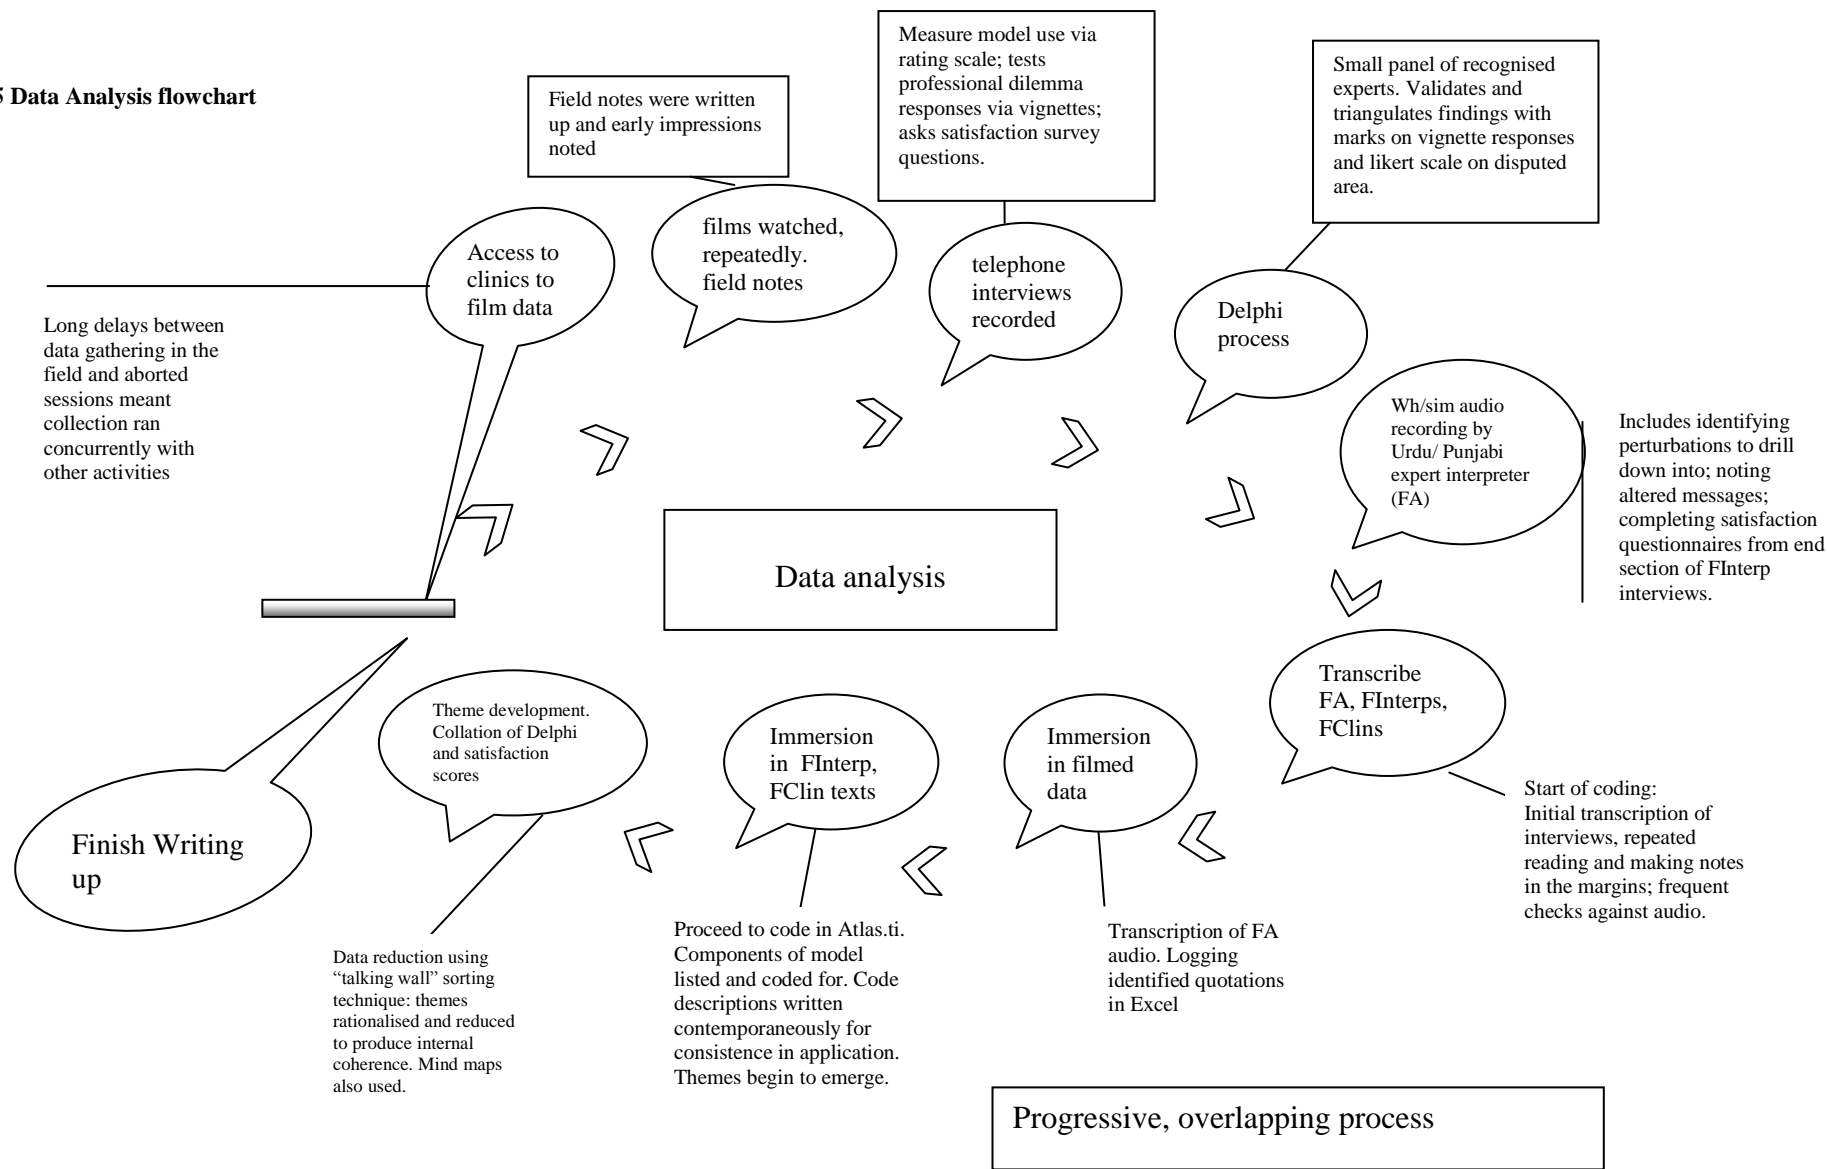 5 Data Analysis flowchart
Field notes were written
up and early impressions
noted
Measure model use via
rating scale; tests
professional dilemma
responses via vignettes;
asks satisfaction survey
questions.
Small panel of recognised
experts. Validates and
triangulates findings with
marks on vignette responses
and likert scale on disputed
area.
Access to
clinics to
film data
films watched,
repeatedly.
field notes
telephone
interviews
recorded
Delphi
process
Long delays between
data gathering in the
field and aborted
sessions meant
collection ran
concurrently with
other activities
Wh/sim audio
recording by
Urdu/ Punjabi
expert interpreter
(FA)
Includes identifying
perturbations to drill
down into; noting
altered messages;
completing satisfaction
questionnaires from end
section of FInterp
interviews.
Data analysis
Transcribe
FA, FInterps,
FClins
Start of coding:
Initial transcription of
interviews, repeated
reading and making notes
in the margins; frequent
checks against audio.
Immersion
in filmed
data
Transcription of FA
audio. Logging
identified quotations
in Excel
Immersion
in  FInterp,
FClin texts
Proceed to code in Atlas.ti.
Components of model
listed and coded for. Code
descriptions written
contemporaneously for
consistence in application.
Themes begin to emerge.
Theme development.
Collation of Delphi
and satisfaction
scores
Data reduction using
“talking wall” sorting
technique: themes
rationalised and reduced
to produce internal
coherence. Mind maps
also used.
Finish Writing
up
Progressive, overlapping process